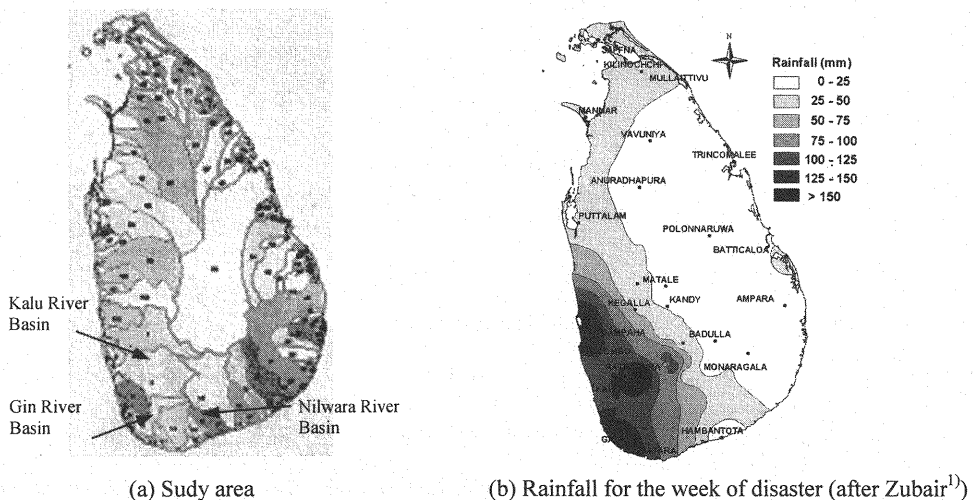 Kalu River
Basin
Gin River
Basin
Nilwara River
Basin
(a) Sudy area
N
Rainfall (mm)
0 - 25
25 - 50
50 - 75
75 - 100
100 - 125
125 - 150
> 150
JAFFNA
KILINOCHCHI
MULLAITTIVU
MANNAR
VAVUNIYA
TRINCOMALEE
ANURADHAPURA
PUTTALAM
POLONNARUWA
BATTICALOA
MATALE
KEGALLA
KANDY
AMPARA
BADULLA
MONARAGALA
HAMBANTOTA
(b) Rainfall for the week of disaster (after Zubair¹⁾)